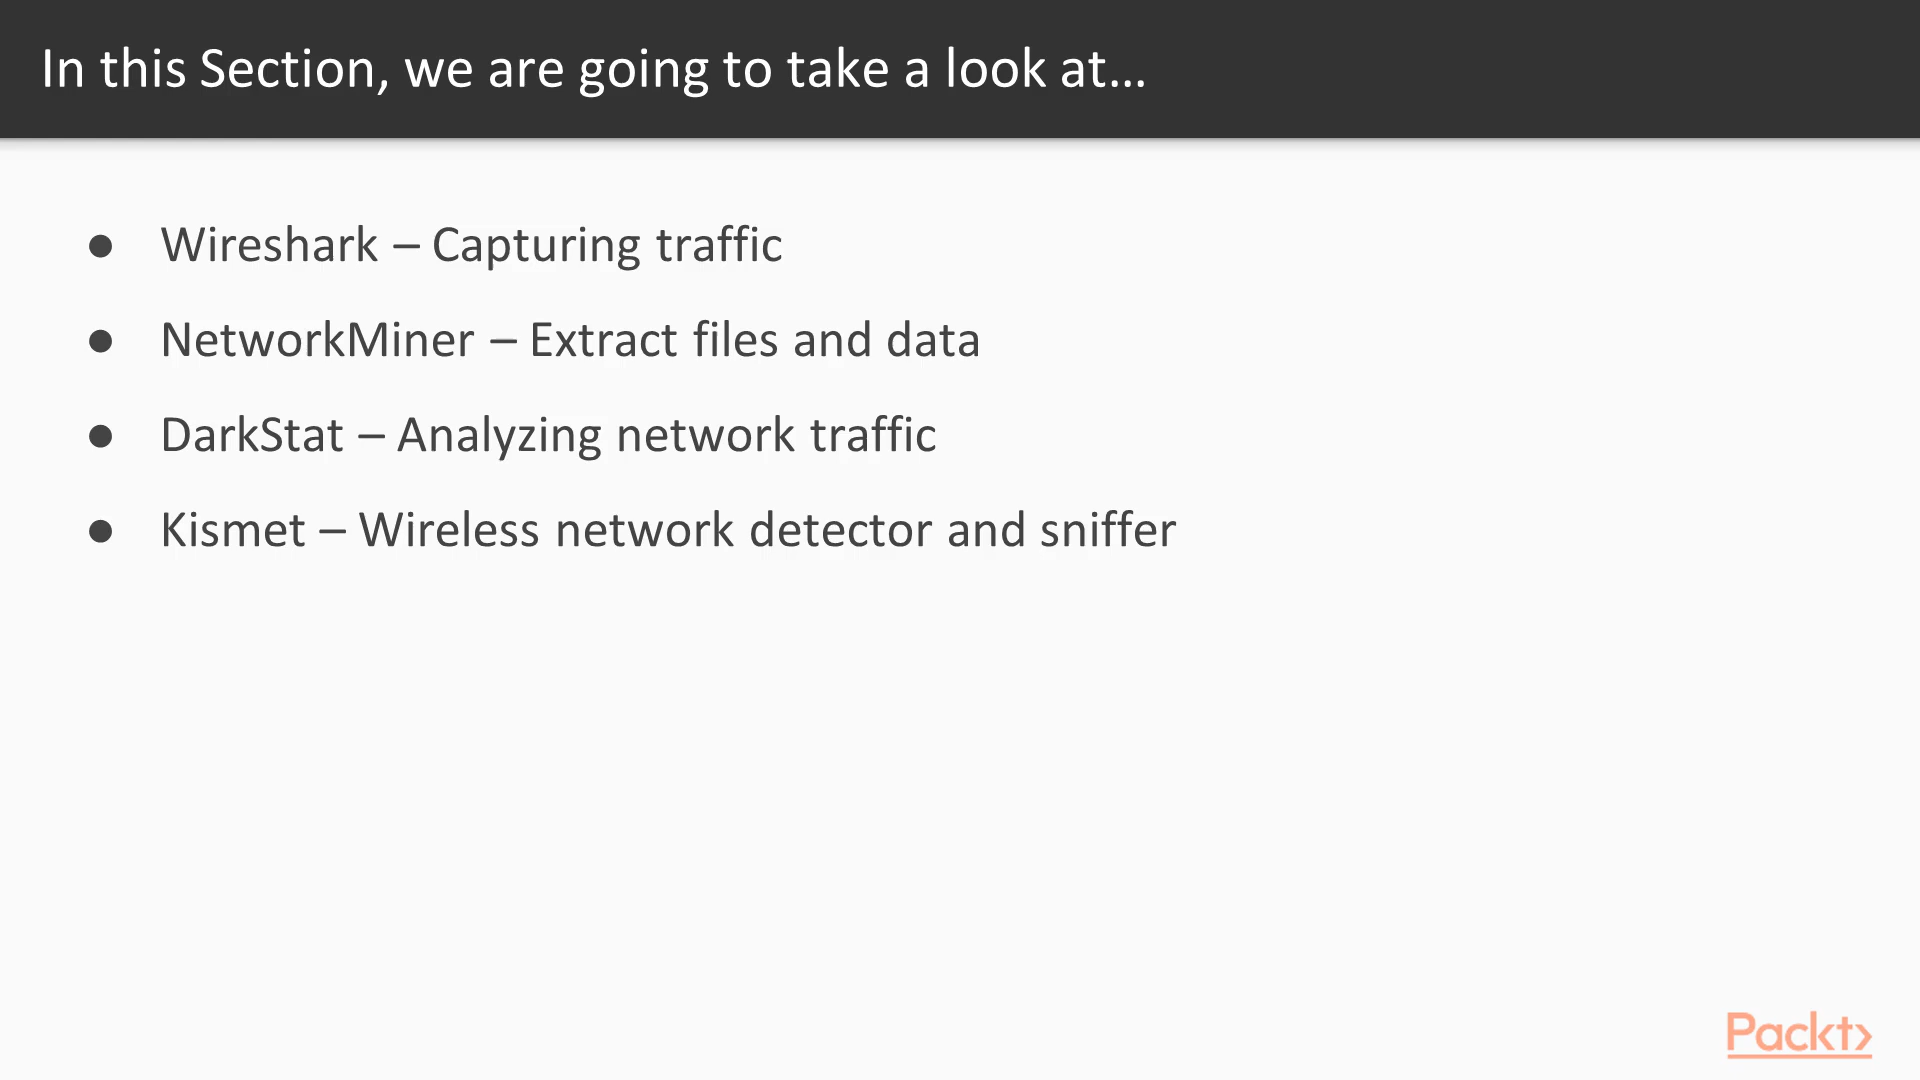 In this Section, we are going to take a look at…
● Wireshark – Capturing traffic
● NetworkMiner – Extract files and data
● DarkStat – Analyzing network traffic
● Kismet – Wireless network detector and sniffer
Packt>